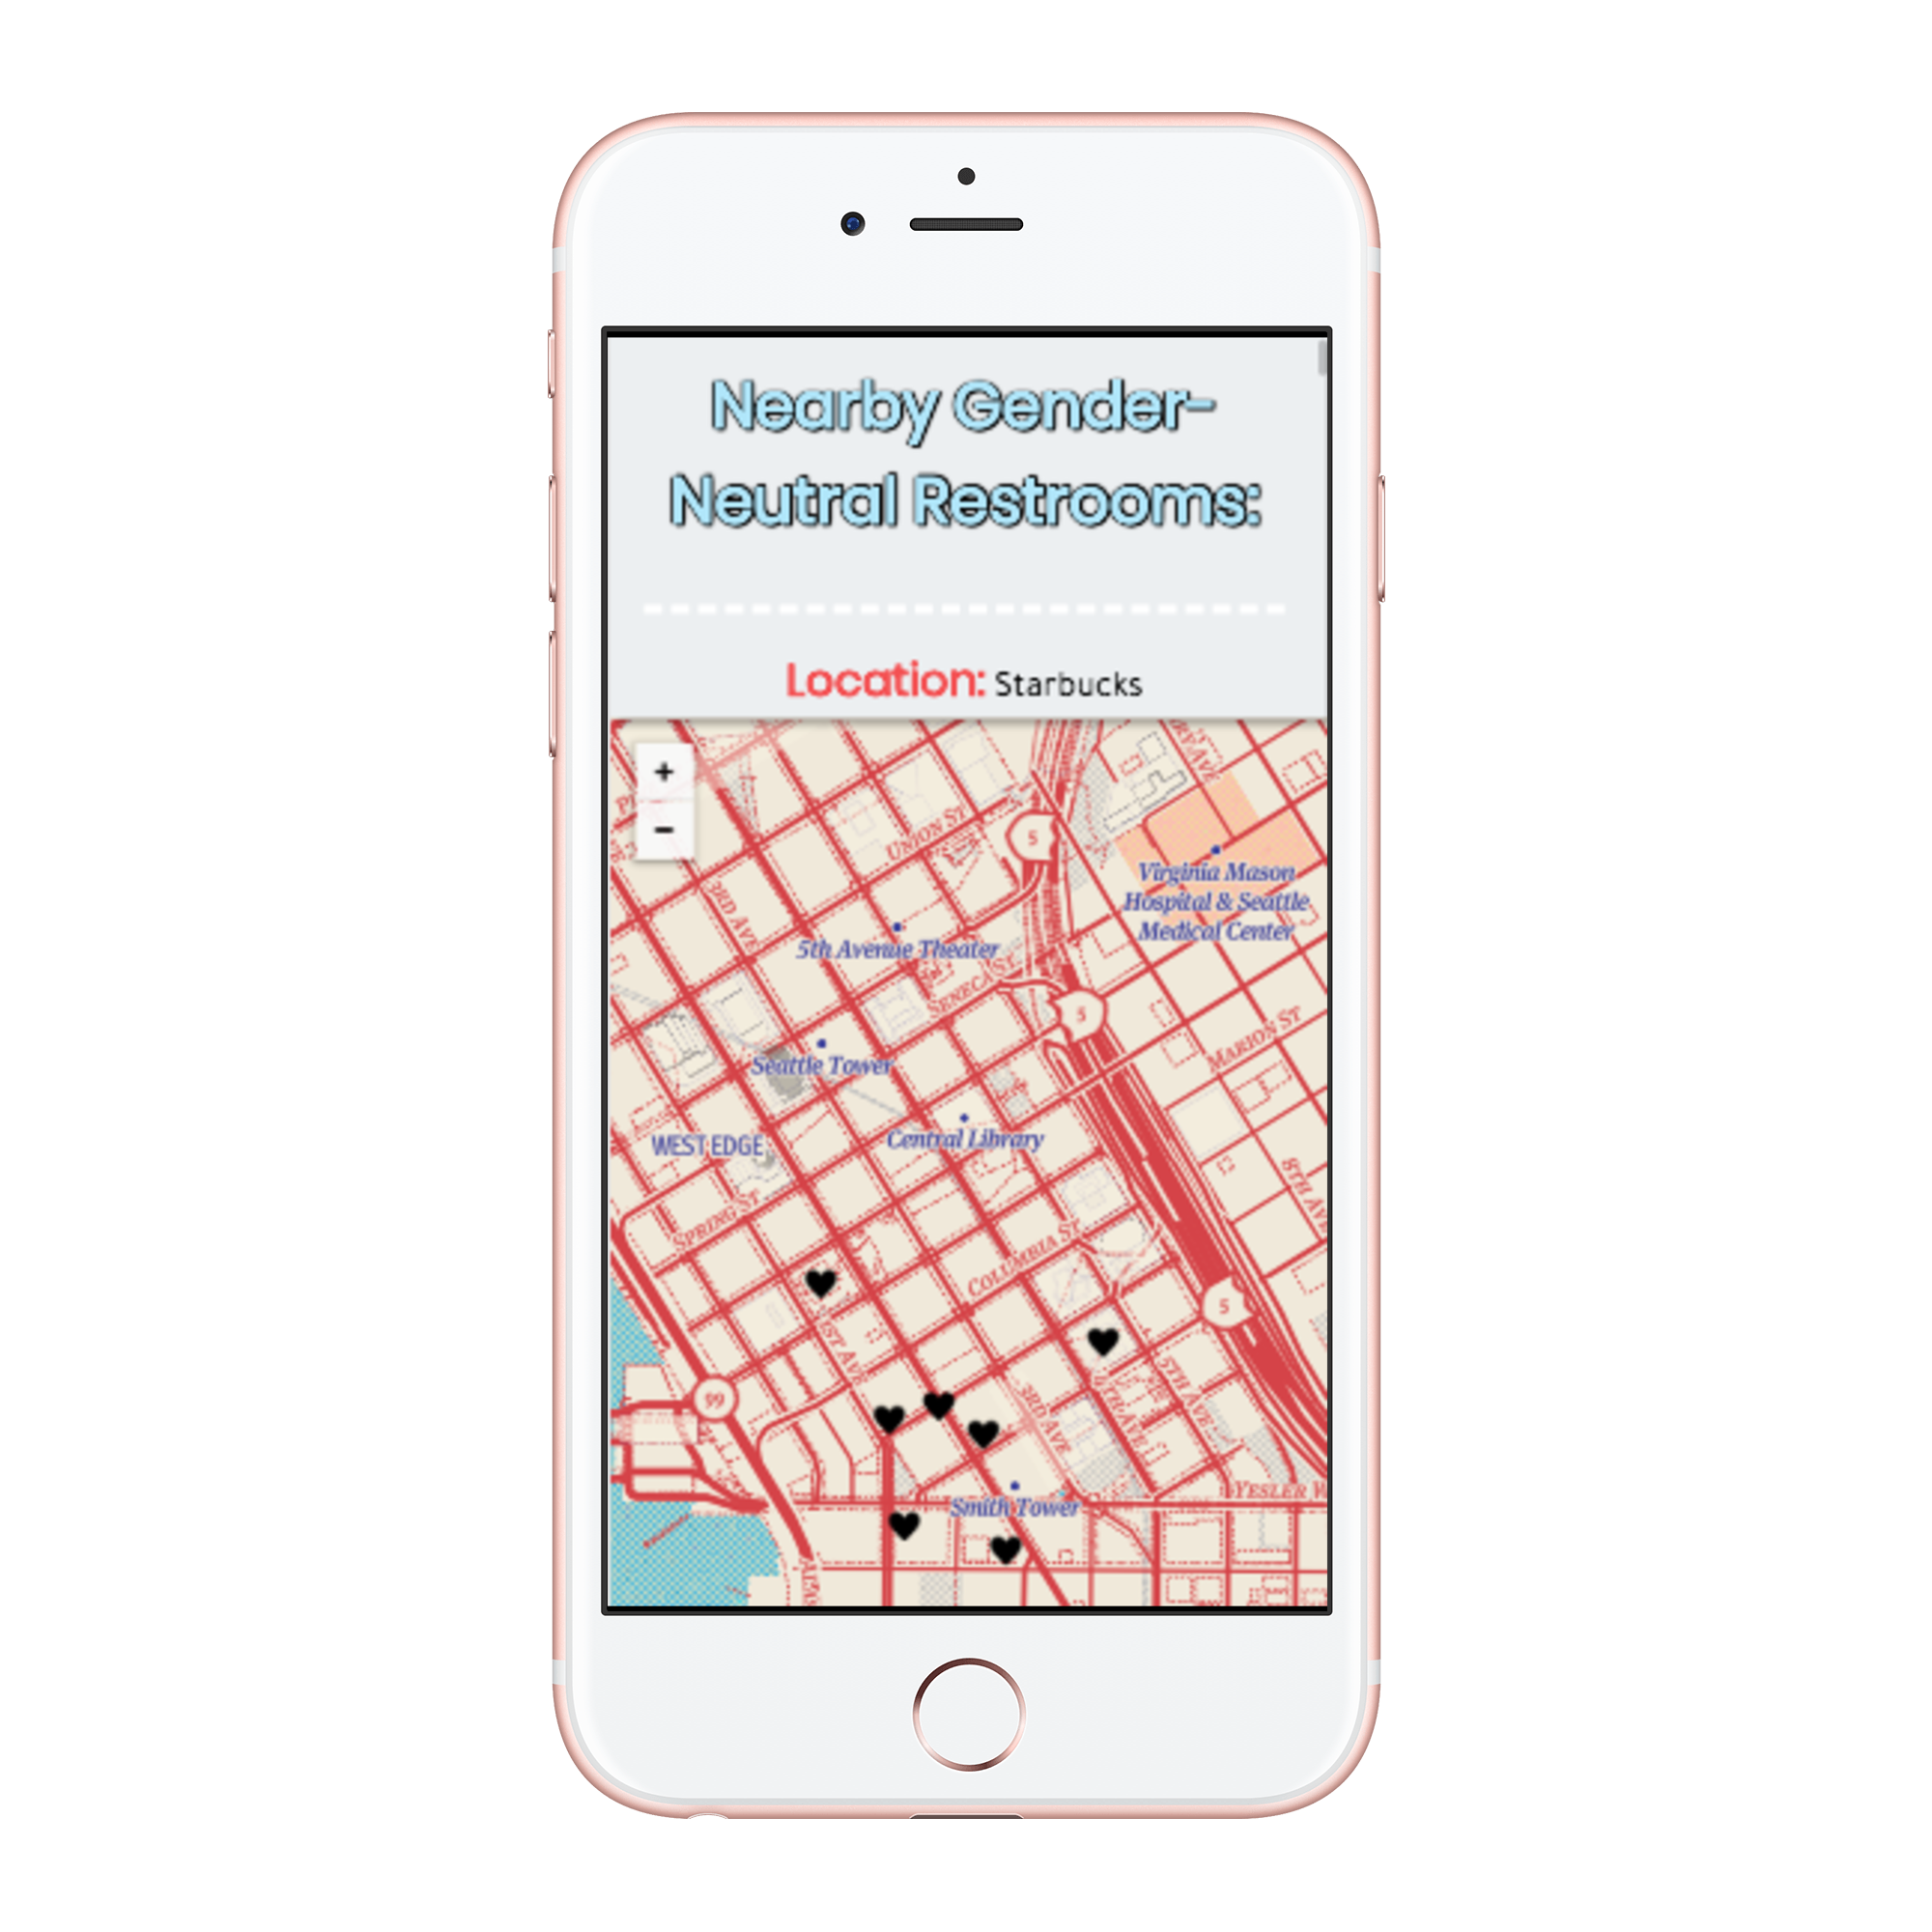 Nearby Gender-
Neutral Restrooms:
Location: Starbucks
+
−
UNION ST
5
Virginia Mason
Hospital & Seattle
Medical Center
3RD AVE
5th Avenue Theater
SENECA ST
5
MARION ST
Seattle Tower
Central Library
WEST EDGE
8TH AVE
SPRING ST
COLUMBIA ST
5
1ST AVE
99
3RD AVE
4TH AVE
5TH AVE
Smith Tower
YESLER W